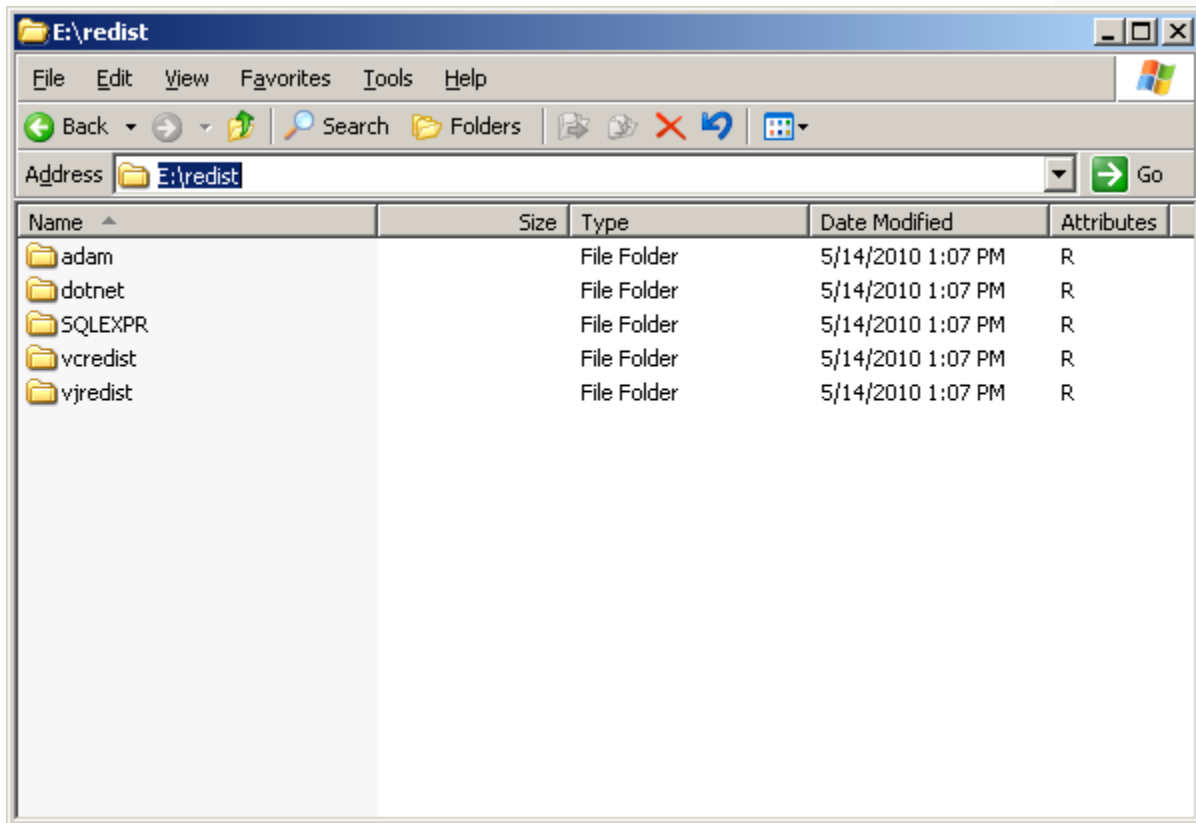 E:\redist
File Edit View Favorites Tools Help
Back Search Folders
Address E:\redist Go
Name Size Type Date Modified Attributes
adam File Folder 5/14/2010 1:07 PM R
dotnet File Folder 5/14/2010 1:07 PM R
SQLEXPR File Folder 5/14/2010 1:07 PM R
vcredist File Folder 5/14/2010 1:07 PM R
vjredist File Folder 5/14/2010 1:07 PM R